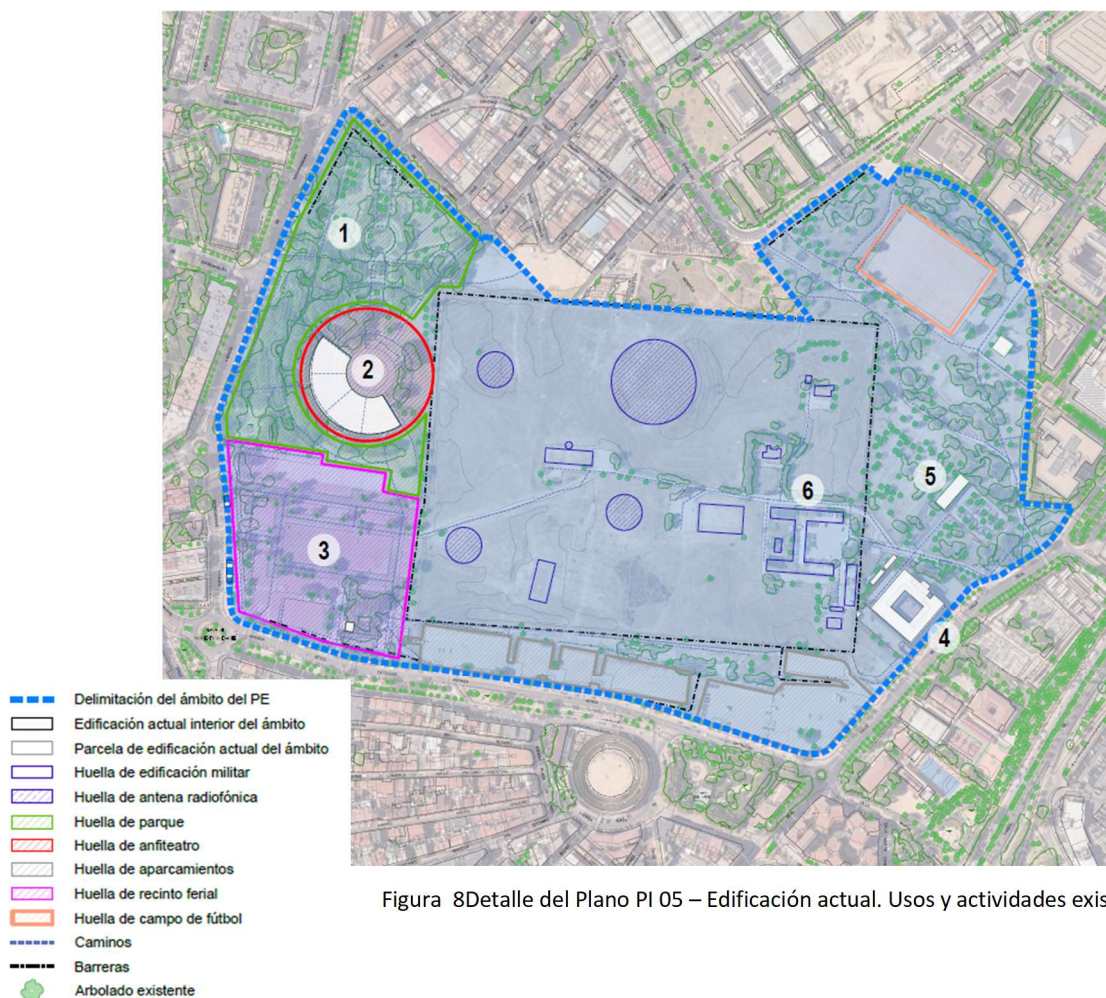 1
2
3
4
5
6
Delimitación del ámbito del PE
Edificación actual interior del ámbito
Parcela de edificación actual del ámbito
Huella de edificación militar
Huella de antena radiofónica
Huella de parque
Huella de anfiteatro
Huella de aparcamientos
Huella de recinto ferial
Huella de campo de fútbol
Caminos
Barreras
Arbolado existente
Figura 8Detalle del Plano PI 05 – Edificación actual. Usos y actividades exis